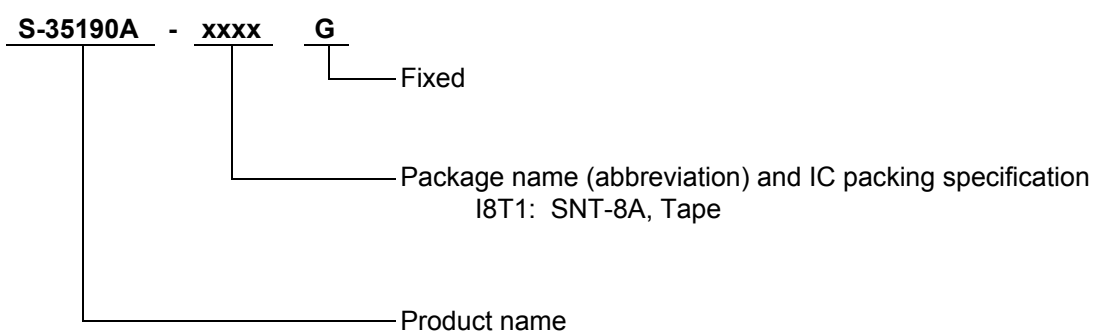 S-35190A - xxxx G
Fixed
Package name (abbreviation) and IC packing specification
I8T1: SNT-8A, Tape
Product name